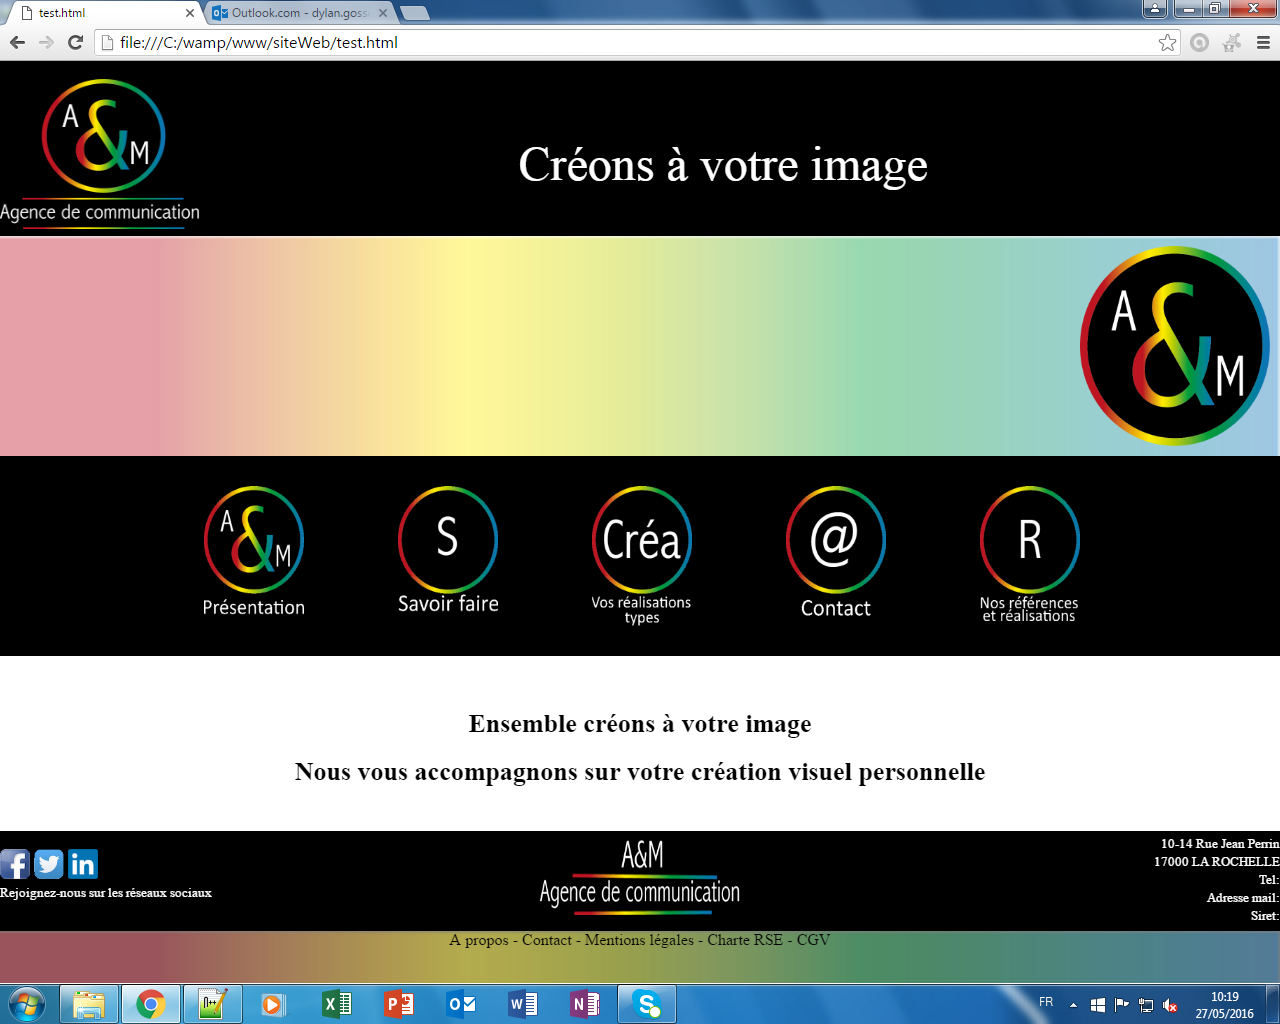 test.html
Outlook.com - dylan.goss
file:///C:/wamp/www/siteWeb/test.html
A&M
Agence de communication
Créons à votre image
A&M
A&M
Présentation
S
Savoir faire
Créa
Vos réalisations
types
@
Contact
R
Nos références
et réalisations
Ensemble créons à votre image
Nous vous accompagnons sur votre création visuel personnelle
Rejoignez-nous sur les réseaux sociaux
A&M
Agence de communication
10-14 Rue Jean Perrin
17000 LA ROCHELLE
Tel:
Adresse mail:
Siret:
A propos - Contact - Mentions légales - Charte RSE - CGV
FR
10:19
27/05/2016